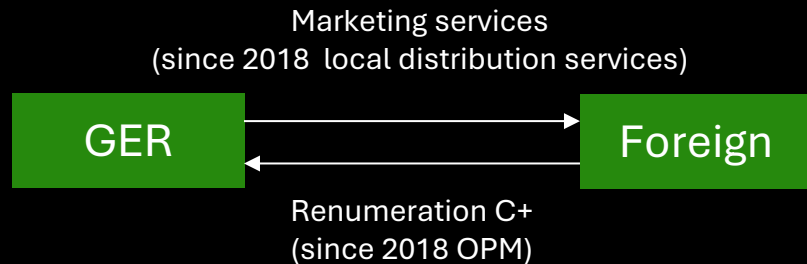 Marketing services
(since 2018 local distribution services)
GER
Foreign
Renumeration C+
(since 2018 OPM)